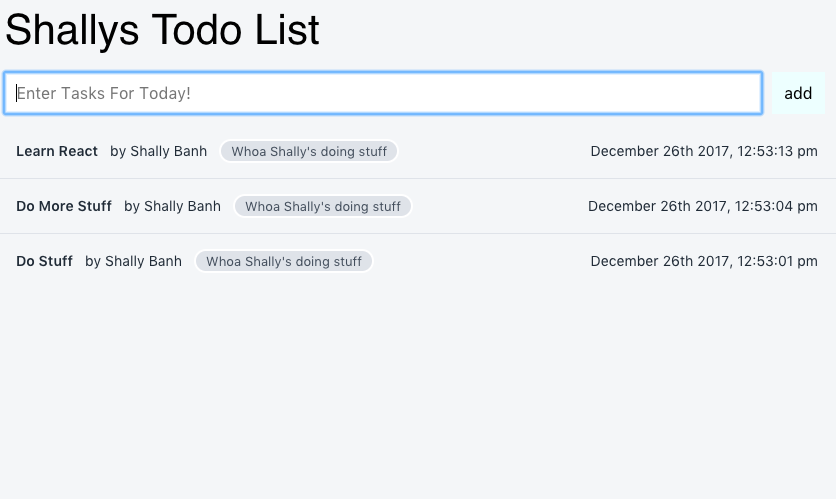 Shallys Todo List
Enter Tasks For Today! add
Learn React by Shally Banh Whoa Shally's doing stuff December 26th 2017, 12:53:13 pm
Do More Stuff by Shally Banh Whoa Shally's doing stuff December 26th 2017, 12:53:04 pm
Do Stuff by Shally Banh Whoa Shally's doing stuff December 26th 2017, 12:53:01 pm